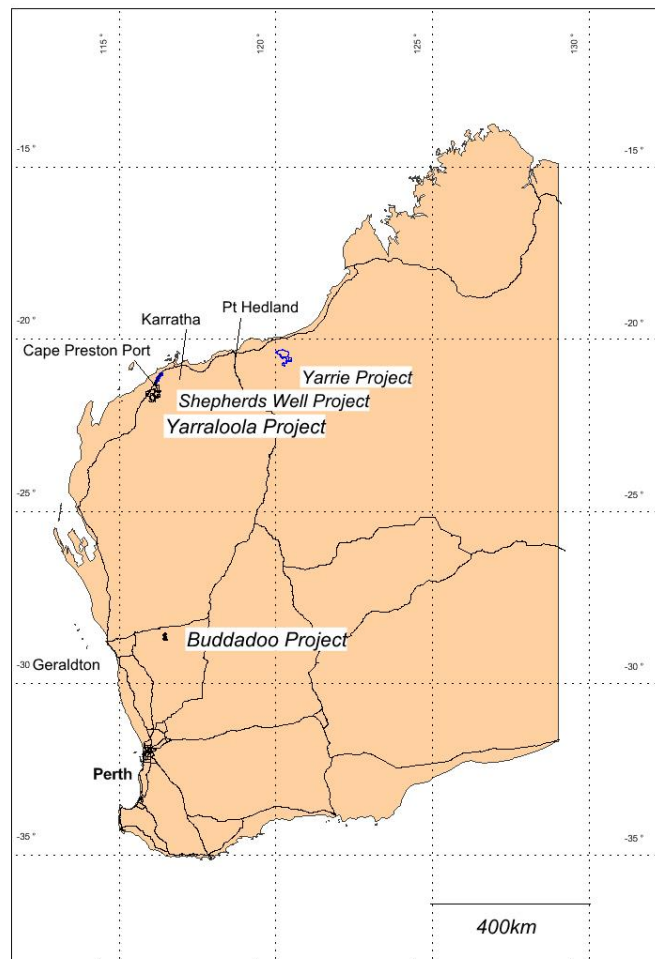 115 °
120 °
125 °
130 °
-15 °
-15 °
-20 °
-20 °
Pt Hedland
Karratha
Cape Preston Port
Yarrie Project
Shepherds Well Project
Yarraloola Project
-25 °
-25 °
Buddadoo Project
Geraldton
-30 °
-30 °
Perth
-35 °
-35 °
400km